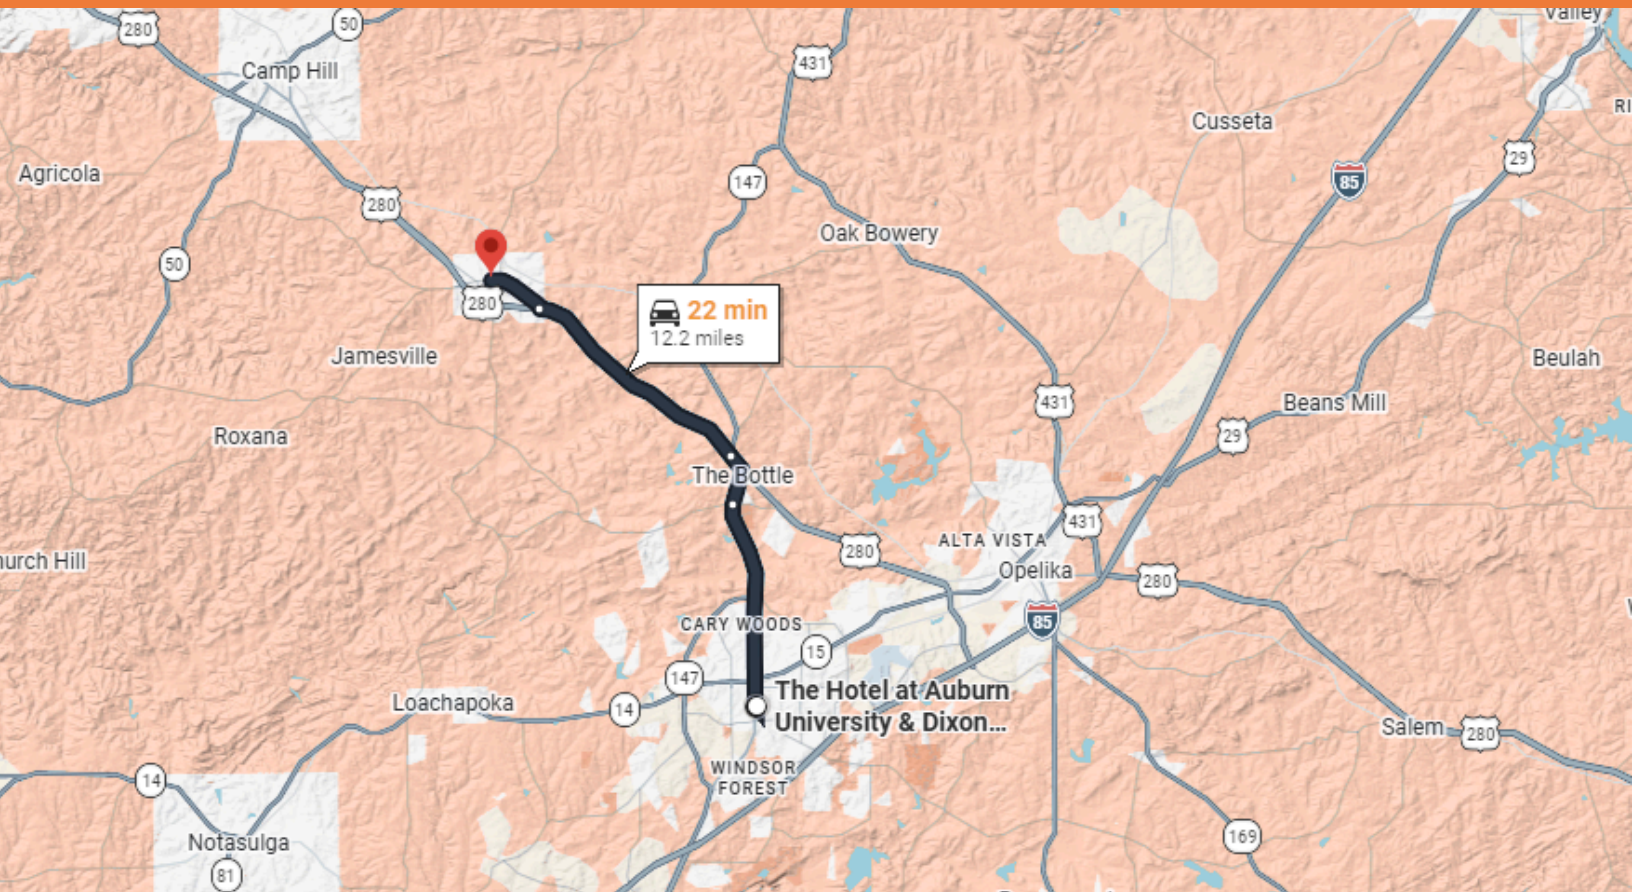 280
50
Valley
431
Camp Hill
Cusseta
29
Agricola
147
85
280
Oak Bowery
50
280
22 min
12.2 miles
Jamesville
Beulah
431
Beans Mill
Roxana
29
The Bottle
431
ALTA VISTA
280
urch Hill
Opelika
280
85
CARY WOODS
15
147
The Hotel at Auburn
University & Dixon...
Loachapoka
14
Salem
280
WINDSOR
FOREST
14
169
Notasulga
81